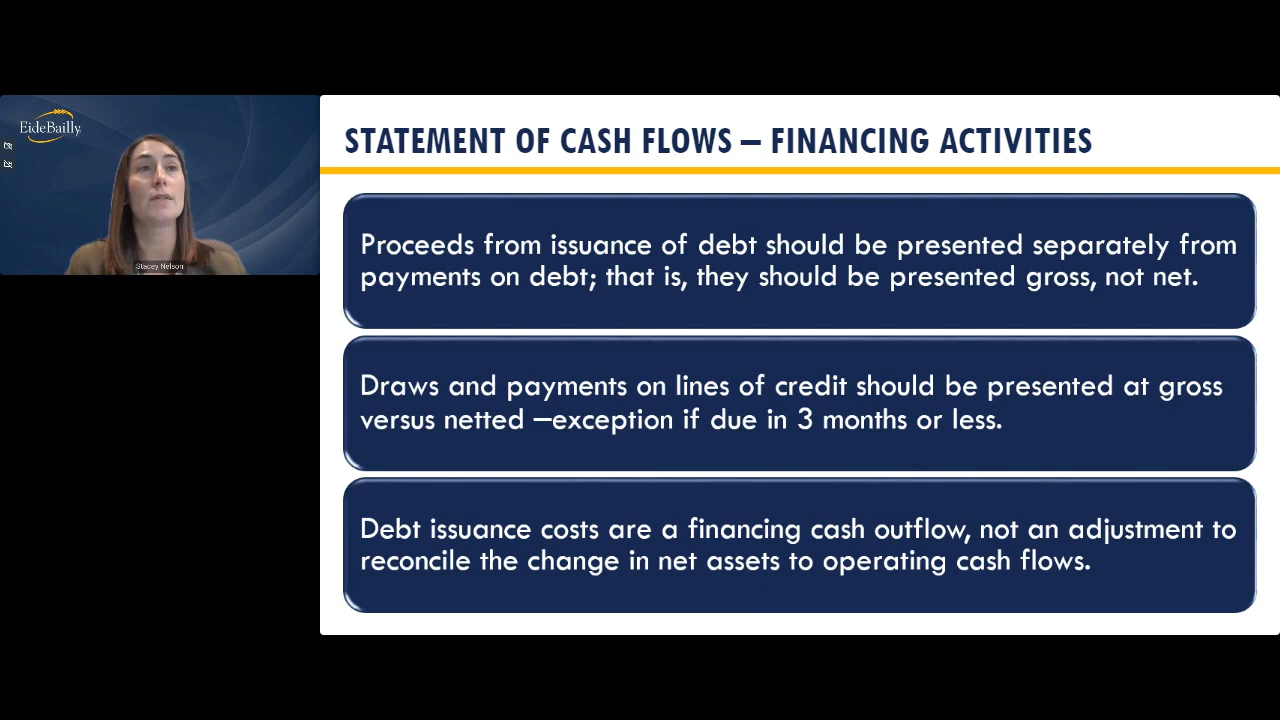 EideBailly
Stacey Nelson
STATEMENT OF CASH FLOWS – FINANCING ACTIVITIES
Proceeds from issuance of debt should be presented separately from
payments on debt; that is, they should be presented gross, not net.
Draws and payments on lines of credit should be presented at gross
versus netted –exception if due in 3 months or less.
Debt issuance costs are a financing cash outflow, not an adjustment to
reconcile the change in net assets to operating cash flows.